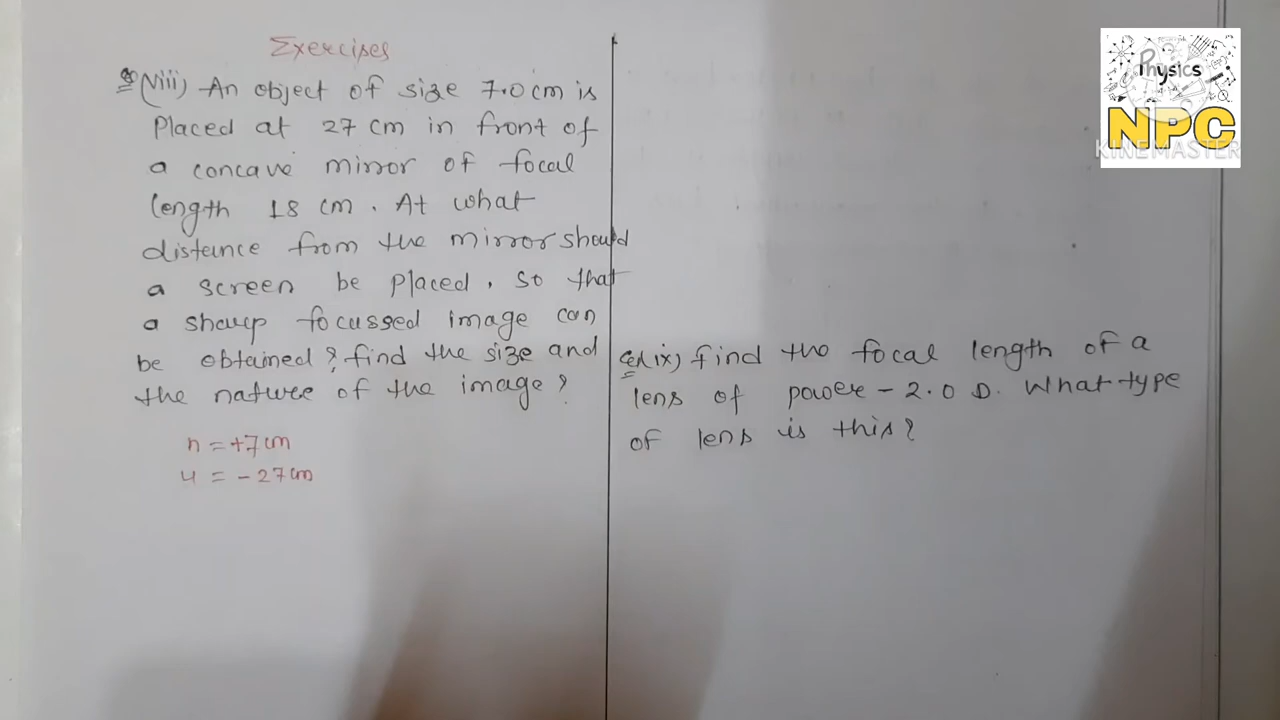 Exercises
Q (viii) An object of size 7.0 cm is
Placed at 27 cm in front of
a concave mirror of focal
length 18 cm. At what
distance from the mirror should
a screen be placed, so that
a sharp focussed image can
be obtained? find the size and
the nature of the image?
h = +7 cm
u = - 27 cm
ix) find the focal length of a
lens of power - 2.0 D. What type
of lens is this?
Physics
NPC
KINEMASTER